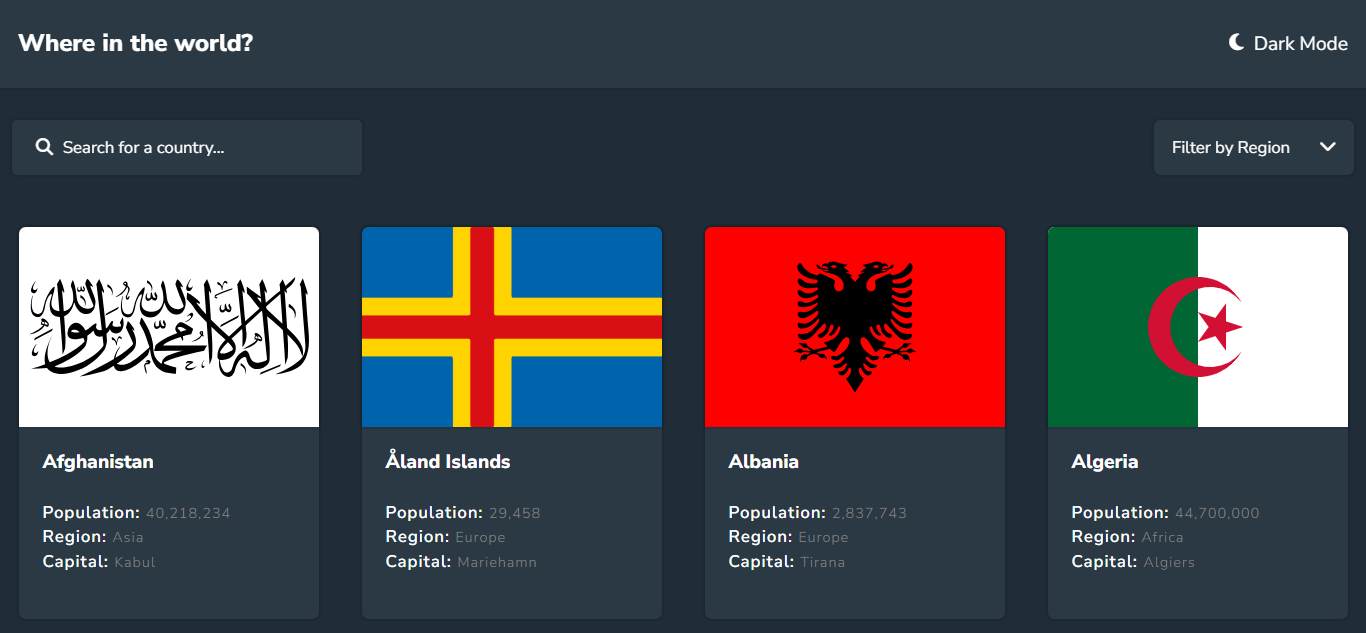 Where in the world?
Dark Mode
Search for a country...
Filter by Region
لا إله إلا الله محمد رسول الله
Afghanistan
Population: 40,218,234
Region: Asia
Capital: Kabul
Åland Islands
Population: 29,458
Region: Europe
Capital: Mariehamn
Albania
Population: 2,837,743
Region: Europe
Capital: Tirana
Algeria
Population: 44,700,000
Region: Africa
Capital: Algiers